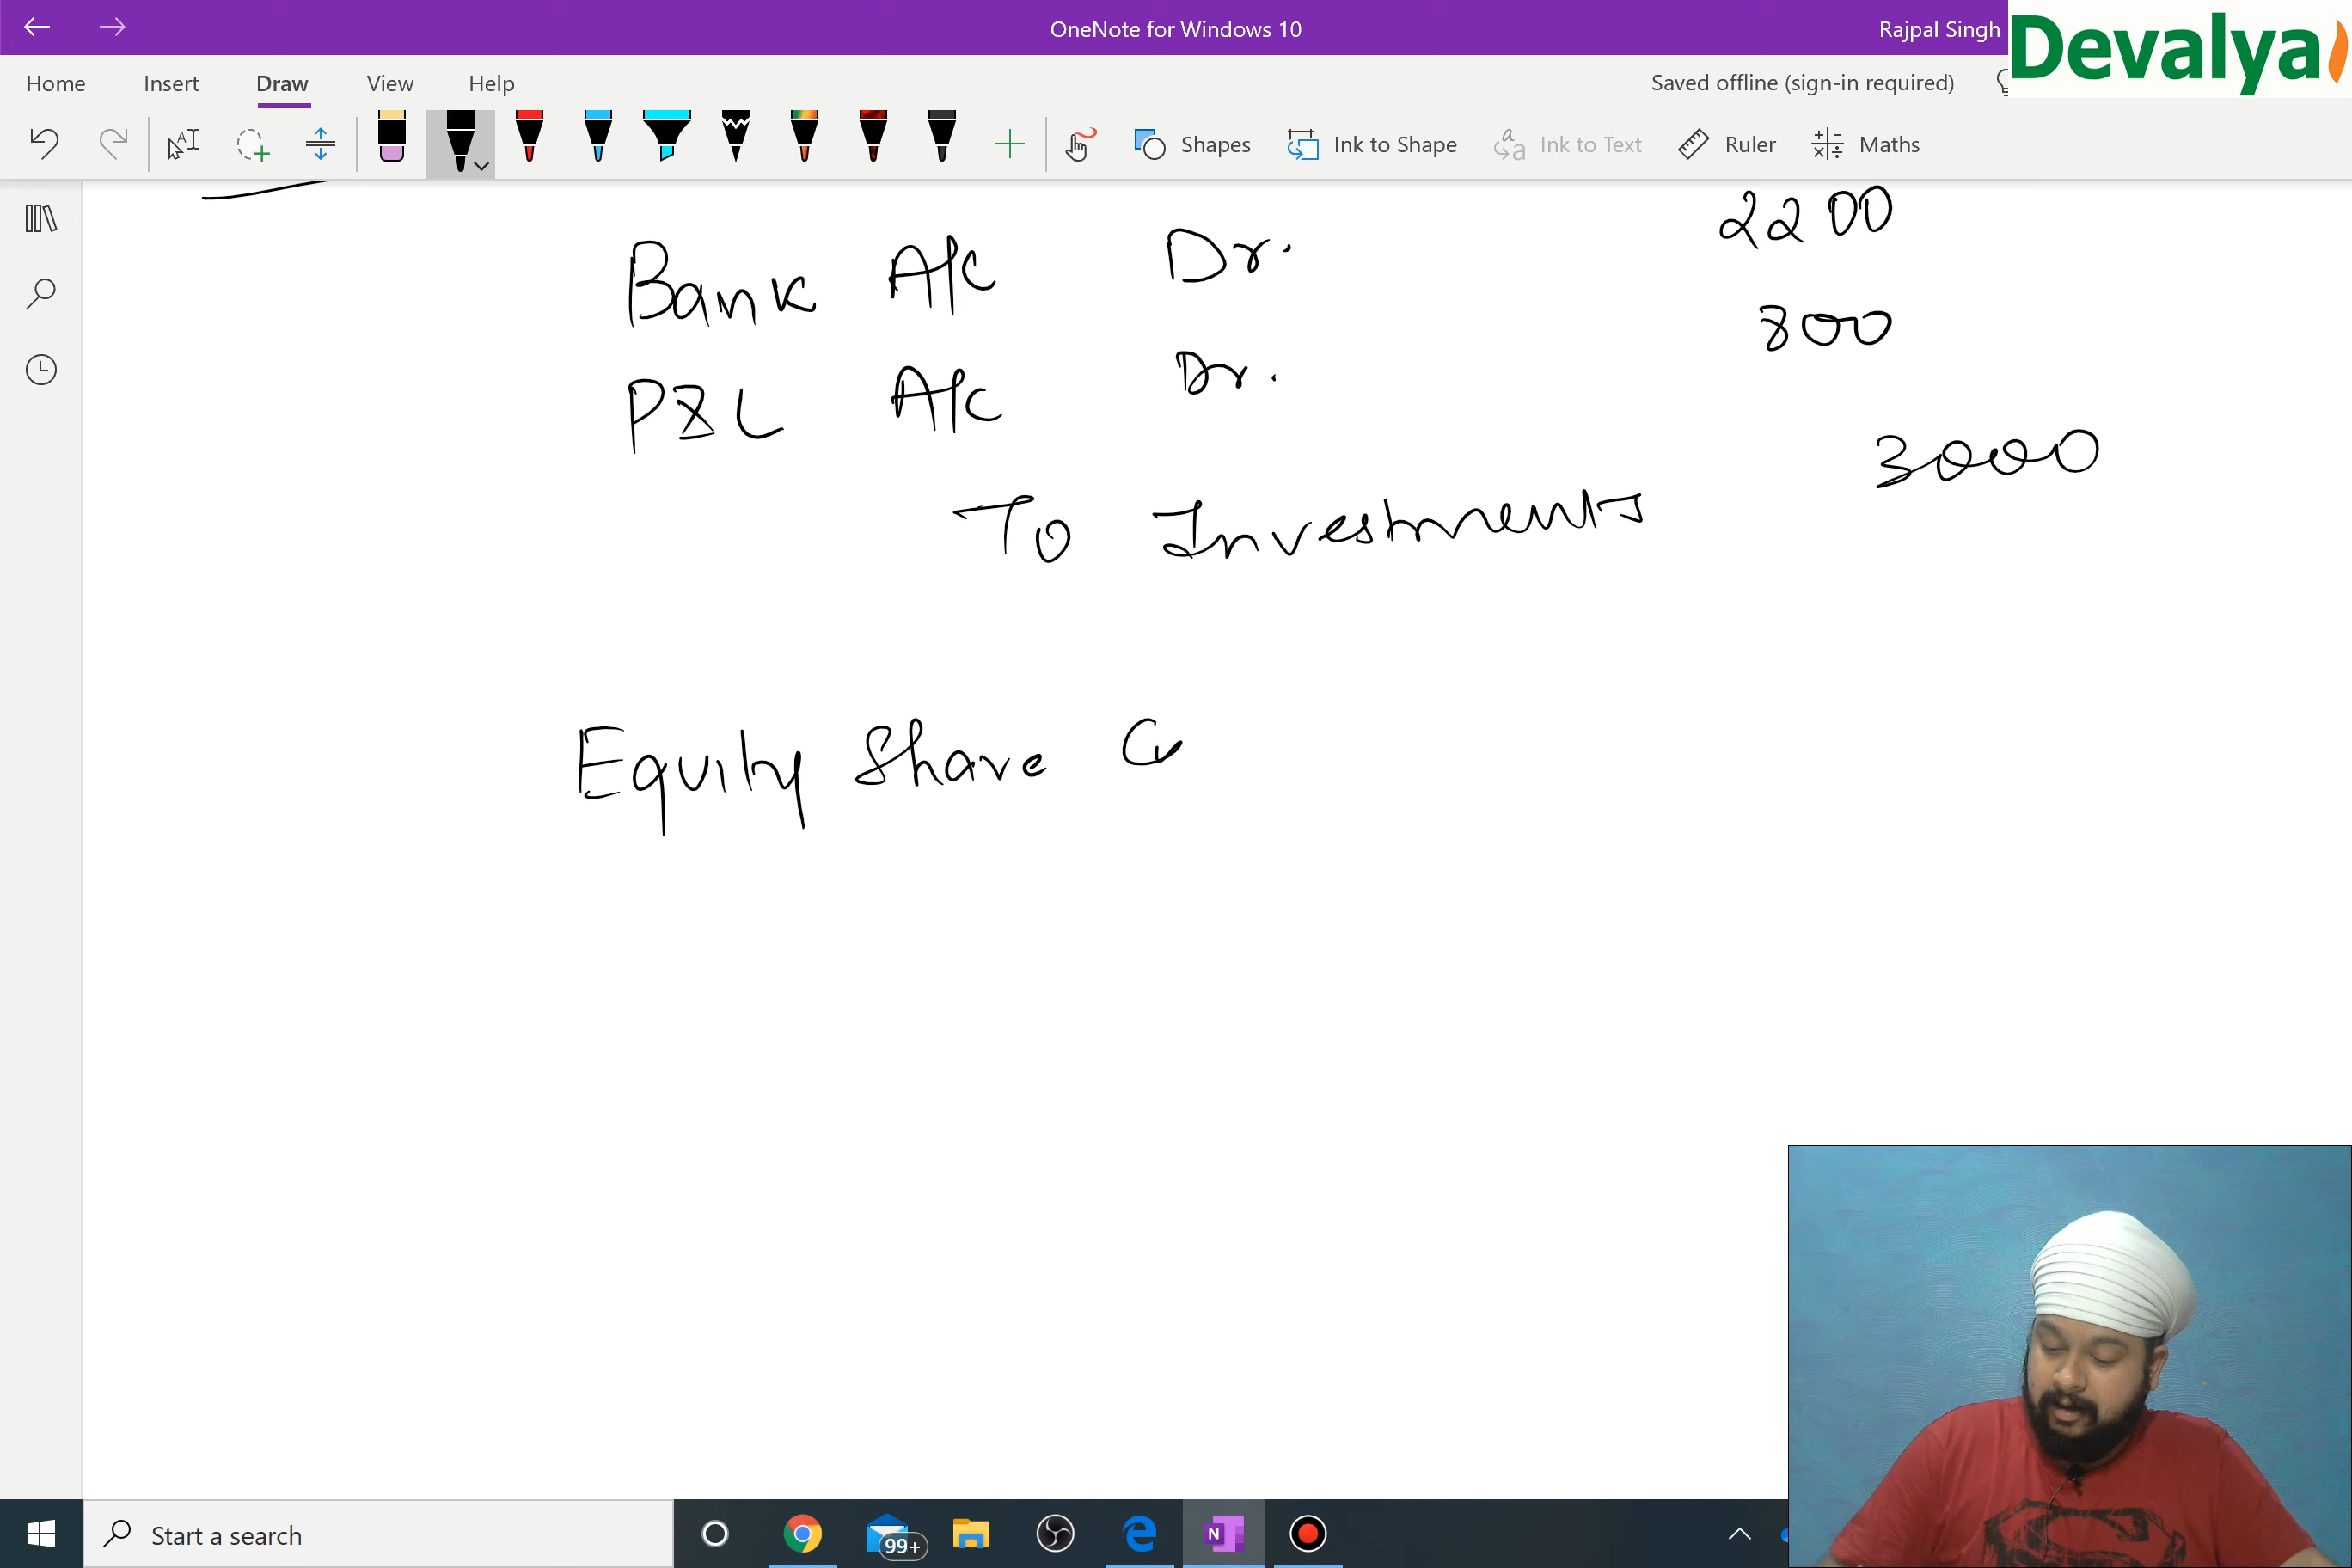 OneNote for Windows 10
Rajpal Singh
Devalya
Home Insert Draw View Help
Saved offline (sign-in required)
Shapes Ink to Shape Ink to Text Ruler Maths
Bank A/c Dr. 2200
P&L A/c Dr. 800
To Investments 3000
Equity Share
Start a search
99+